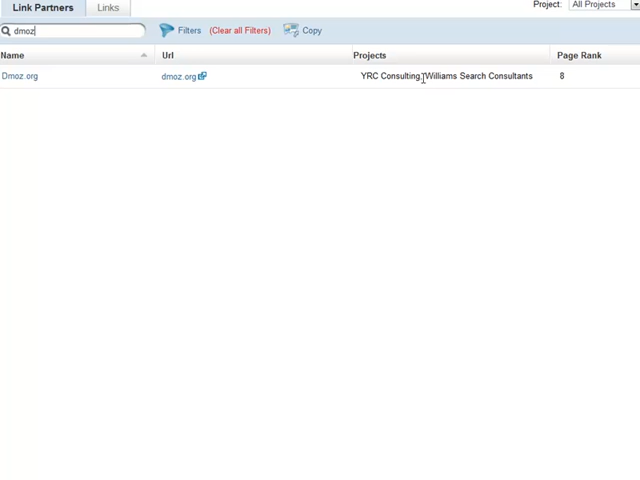 Link Partners Links Project: All Projects
dmoz Filters (Clear all Filters) Copy
Name Url Projects Page Rank
Dmoz.org dmoz.org YRC Consulting, Williams Search Consultants 8